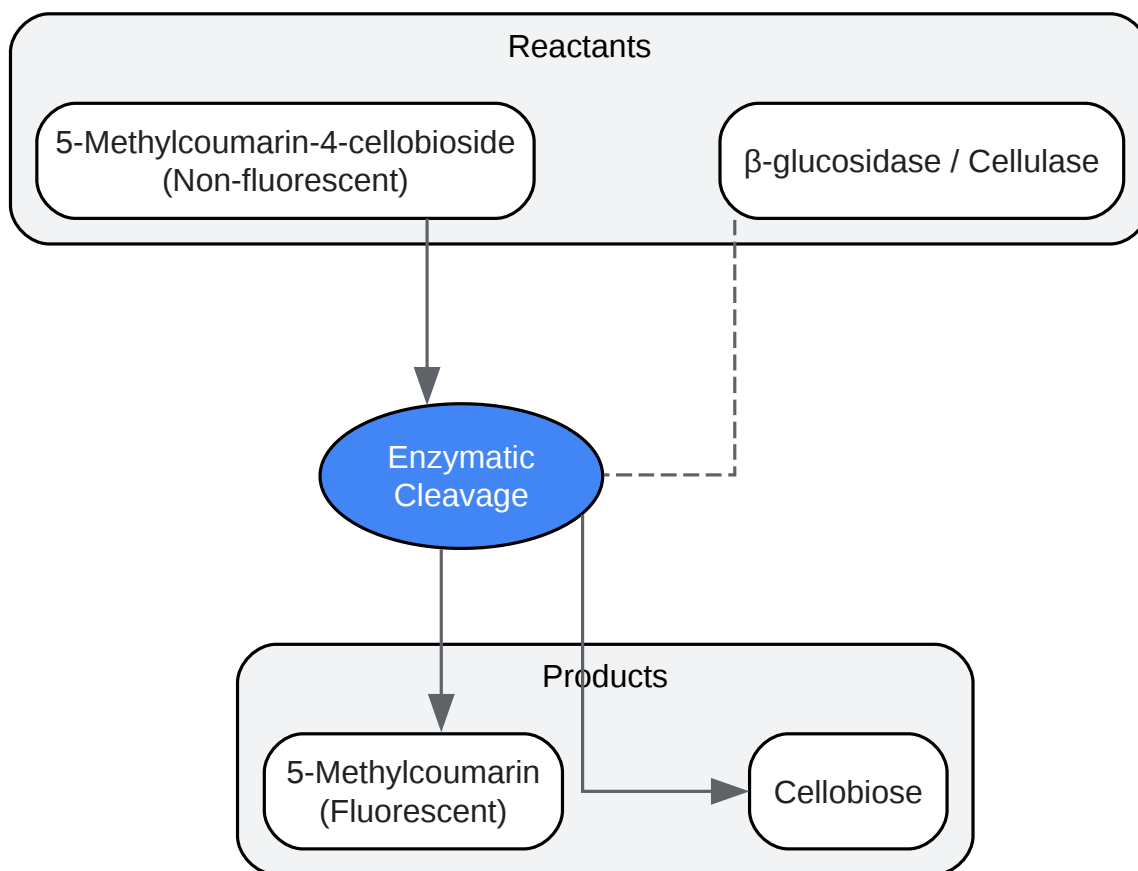 Reactants
5-Methylcoumarin-4-cellobioside
(Non-fluorescent)
β-glucosidase / Cellulase
Enzymatic
Cleavage
Products
5-Methylcoumarin
(Fluorescent)
Cellobiose